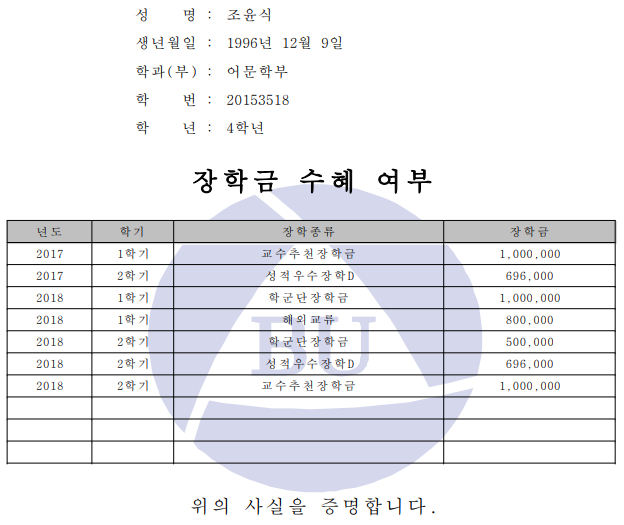 성 명 : 조윤식
생년월일 : 1996년 12월 9일
학과(부) : 어문학부
학 번 : 20153518
학 년 : 4학년
장학금 수혜 여부
년도 학기 장학종류 장학금
2017 1학기 교수추천장학금 1,000,000
2017 2학기 성적우수장학D 696,000
2018 1학기 학군단장학금 1,000,000
2018 1학기 해외교류 800,000
BU
2018 2학기 학군단장학금 500,000
2018 2학기 성적우수장학D 696,000
2018 2학기 교수추천장학금 1,000,000
위의 사실을 증명합니다.